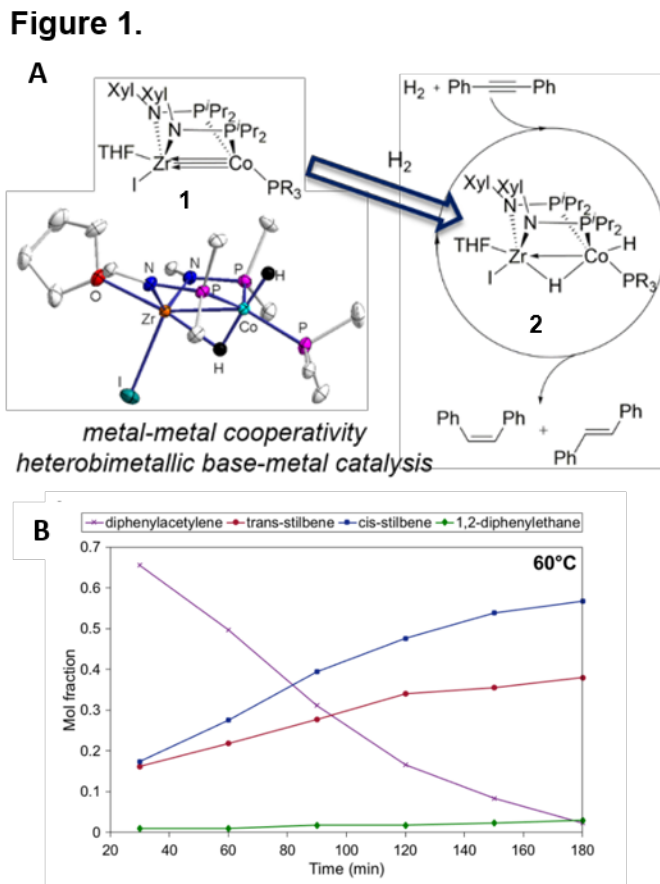 Figure 1.
A
Xyl Xyl
N P^iPr2
N P^iPr2
THF
Zr Co
I PR3
1
H2
H2 + Ph Ph
Xyl Xyl
N P^iPr2
N P^iPr2
THF H
Zr Co
I H PR3
2
N N P H
O P
Zr Co
P
H
I
Ph Ph + Ph
Ph
metal-metal cooperativity
heterobimetallic base-metal catalysis
B
diphenylacetylene trans-stilbene cis-stilbene 1,2-diphenylethane
60°C
0.7
0.6
0.5
0.4
0.3
0.2
0.1
0
Mol fraction
20 40 60 80 100 120 140 160 180
Time (min)